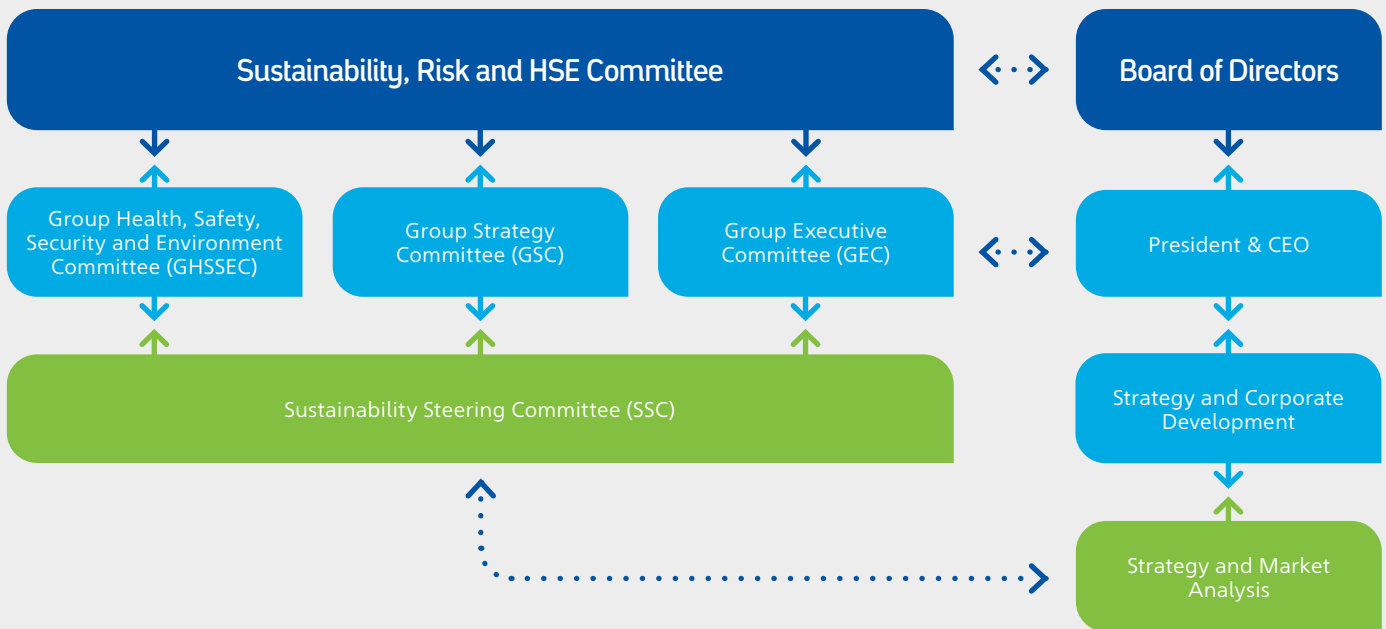 Sustainability, Risk and HSE Committee
Board of Directors
Group Health, Safety,
Security and Environment
Committee (GHSSEC)
Group Strategy
Committee (GSC)
Group Executive
Committee (GEC)
President & CEO
Sustainability Steering Committee (SSC)
Strategy and Corporate
Development
Strategy and Market
Analysis